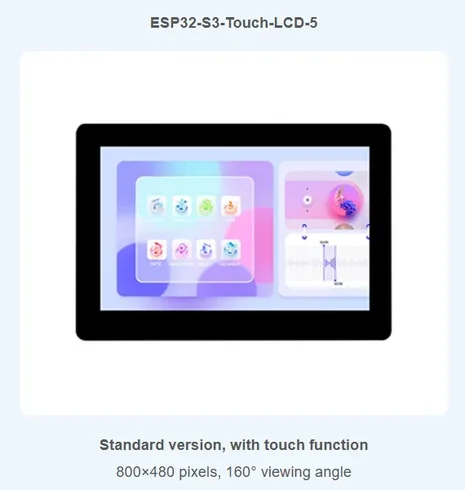 ESP32-S3-Touch-LCD-5
Standard version, with touch function
800×480 pixels, 160° viewing angle